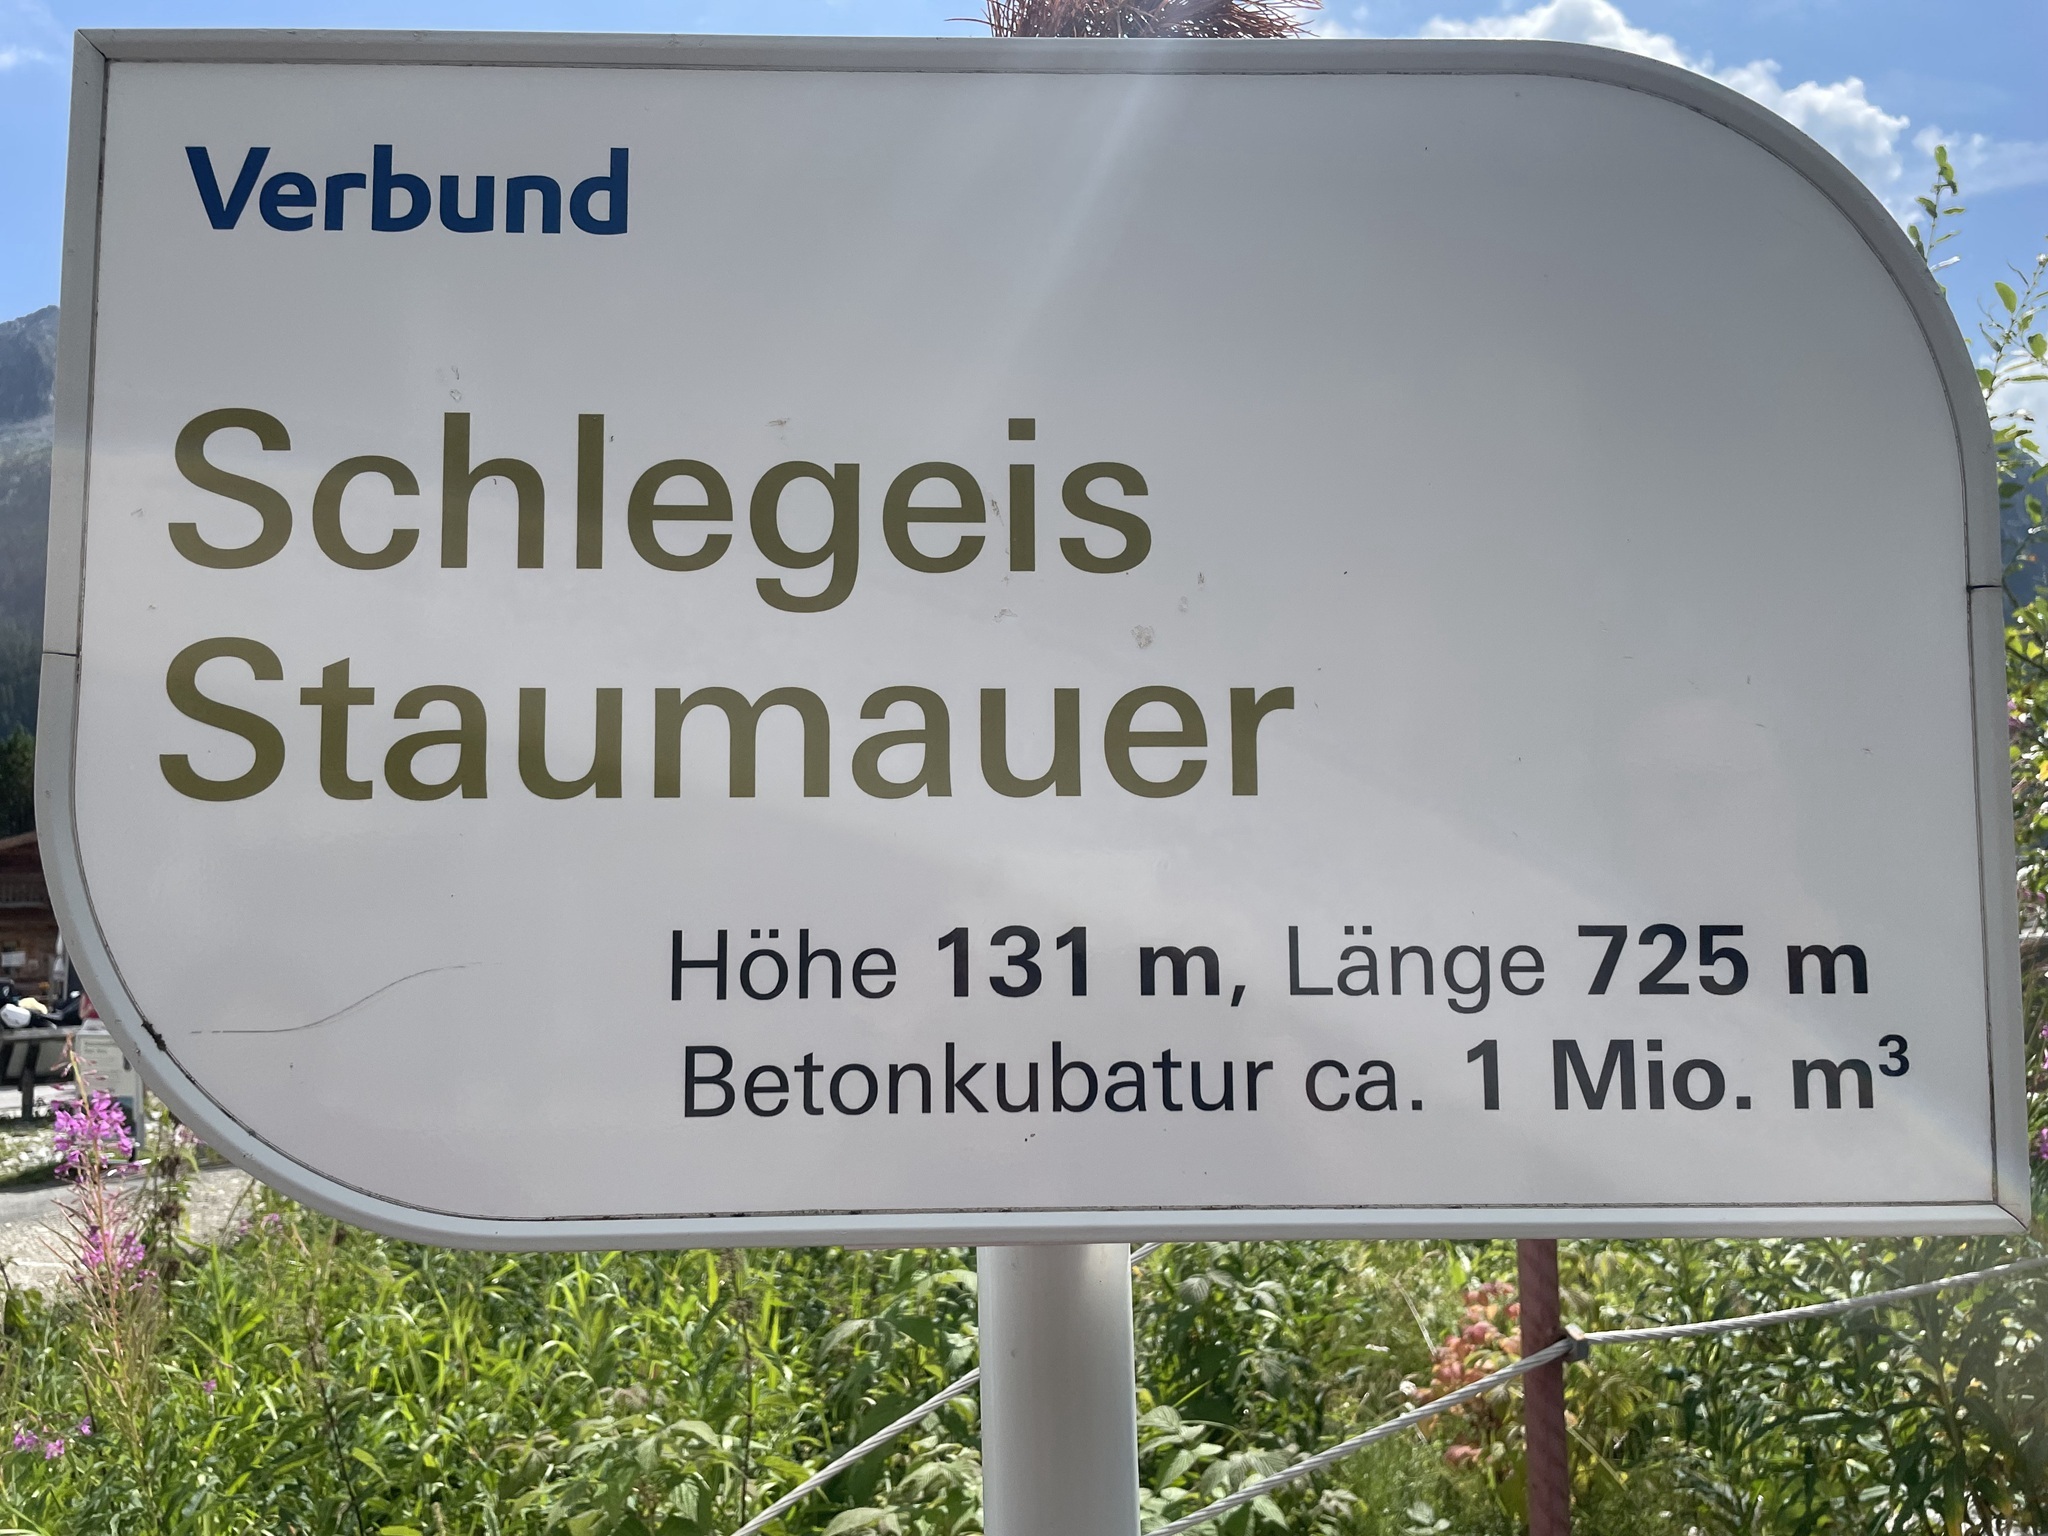 Verbund
Schlegeis
Staumauer
Höhe 131 m, Länge 725 m
Betonkubatur ca. 1 Mio. m³